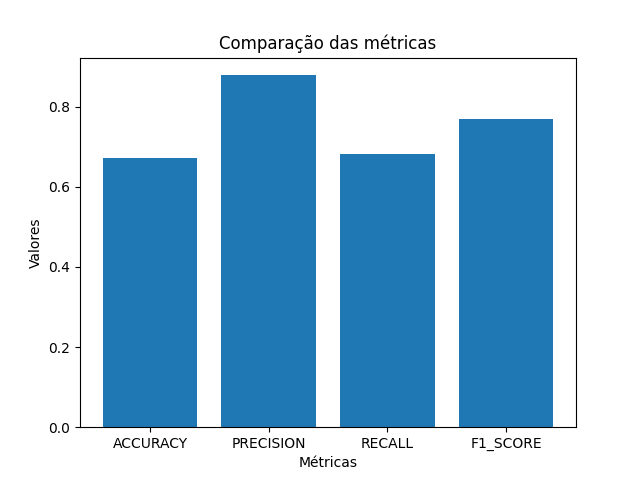 Comparação das métricas
Valores
0.8
0.6
0.4
0.2
0.0
ACCURACY PRECISION RECALL F1_SCORE
Métricas